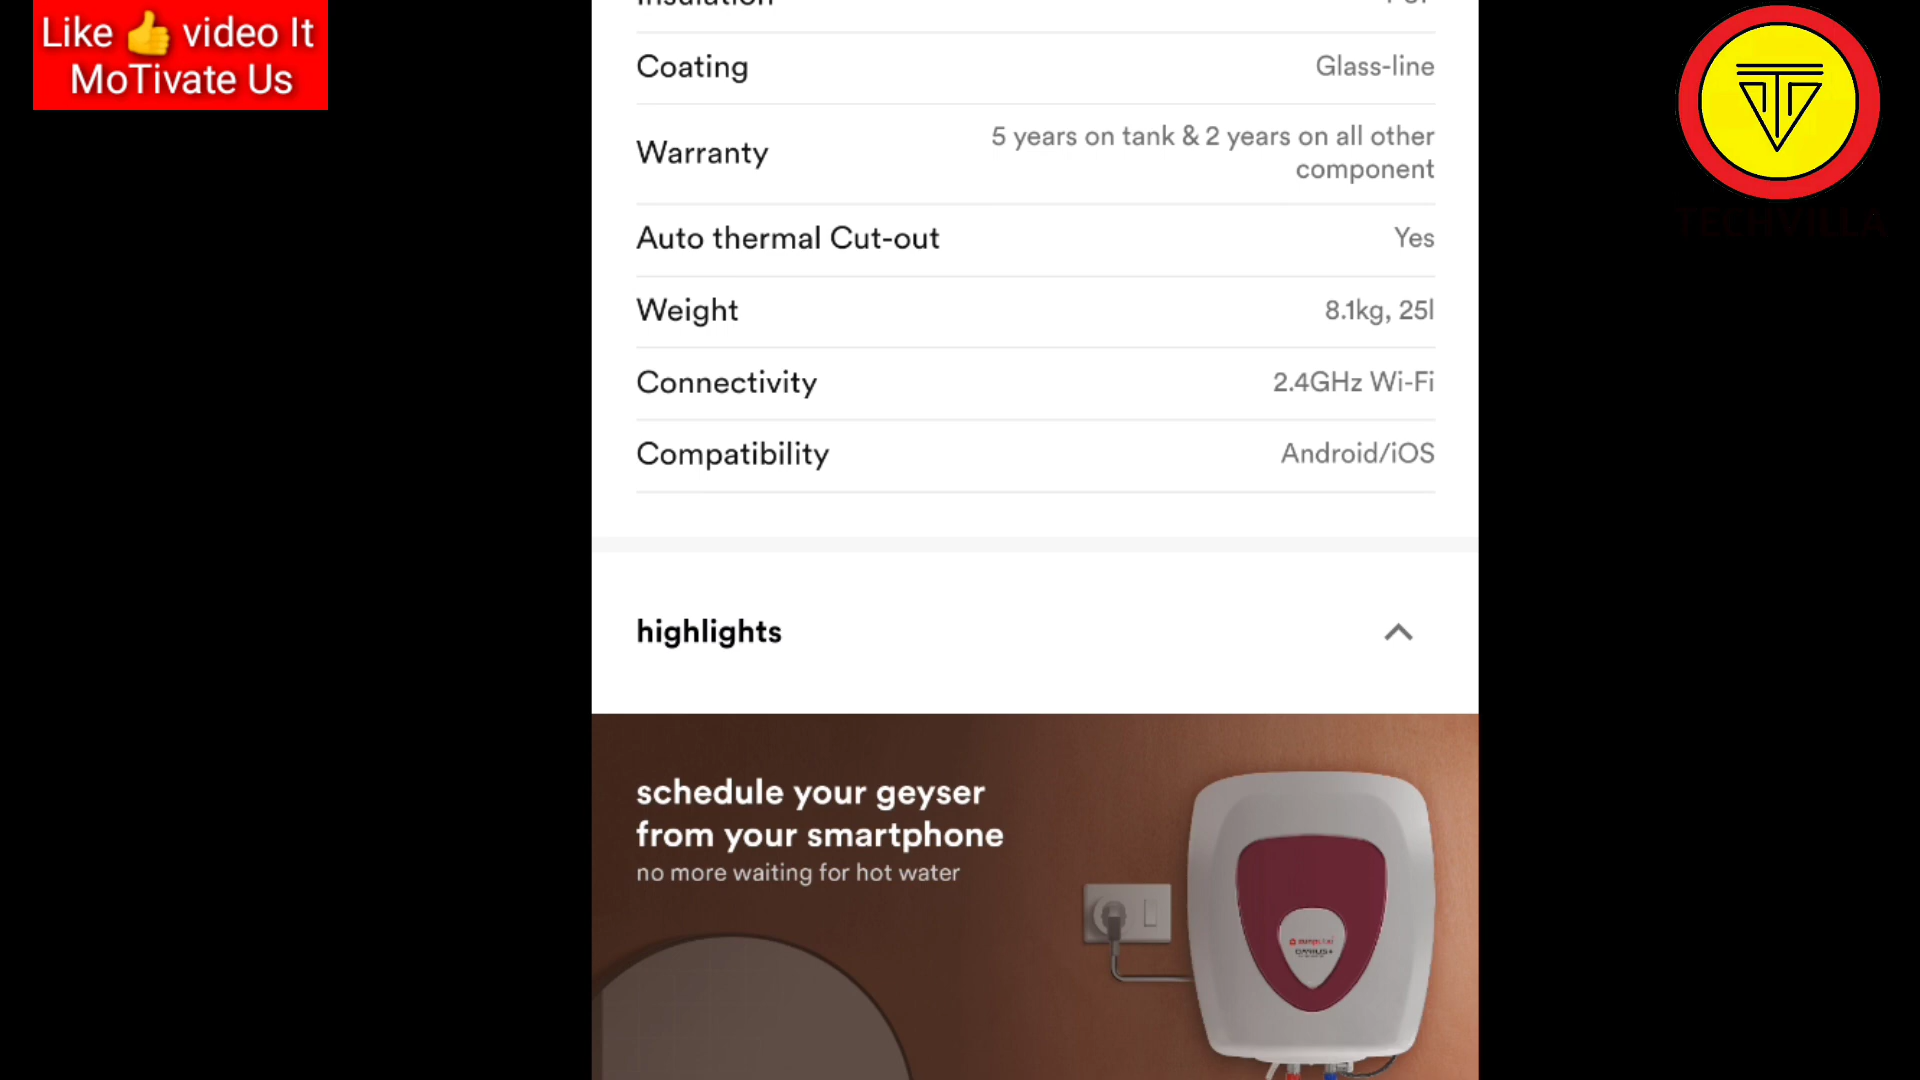 Like 👍 video It
MoTivate Us
TECHVILLA
Insulation
Coating
Glass-line
Warranty
5 years on tank & 2 years on all other
component
Auto thermal Cut-out
Yes
Weight
8.1kg, 25l
Connectivity
2.4GHz Wi-Fi
Compatibility
Android/iOS
highlights
schedule your geyser
from your smartphone
no more waiting for hot water